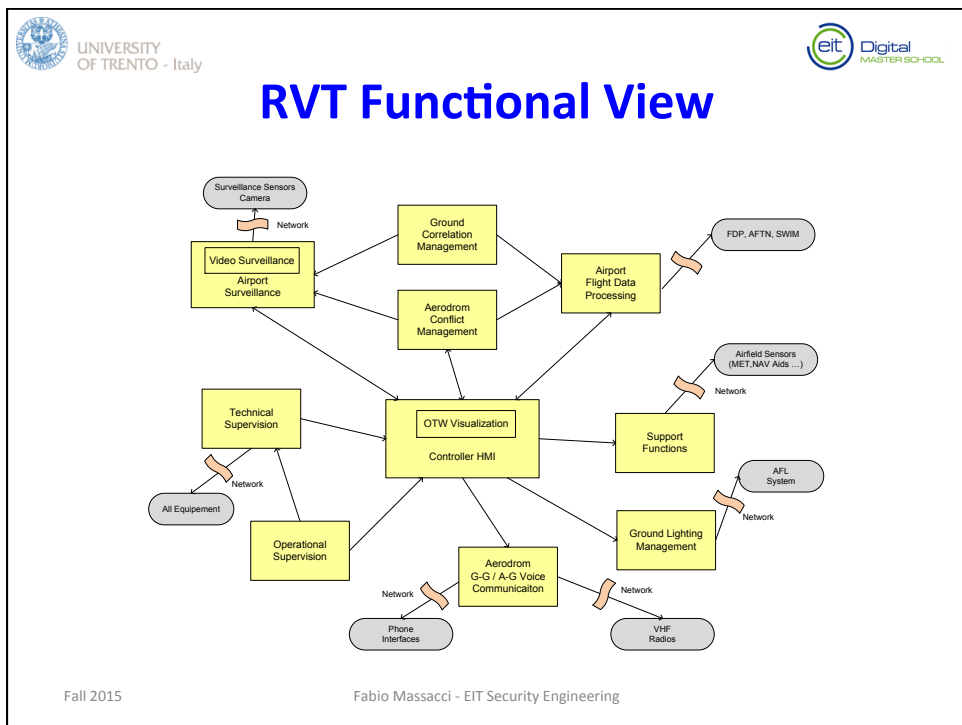 UNIVERSITY
OF TRENTO - Italy
eit Digital
MASTER SCHOOL
RVT Functional View
Surveillance Sensors
Camera
Network
Video Surveillance
Airport
Surveillance
Ground
Correlation
Management
Aerodrom
Conflict
Management
Airport
Flight Data
Processing
FDP, AFTN, SWIM
Airfield Sensors
(MET,NAV Aids ...)
Network
Technical
Supervision
OTW Visualization
Controller HMI
Support
Functions
Network
All Equipement
Operational
Supervision
AFL
System
Network
Ground Lighting
Management
Aerodrom
G-G / A-G Voice
Communicaiton
Network
Network
Phone
Interfaces
VHF
Radios
Fall 2015
Fabio Massacci - EIT Security Engineering